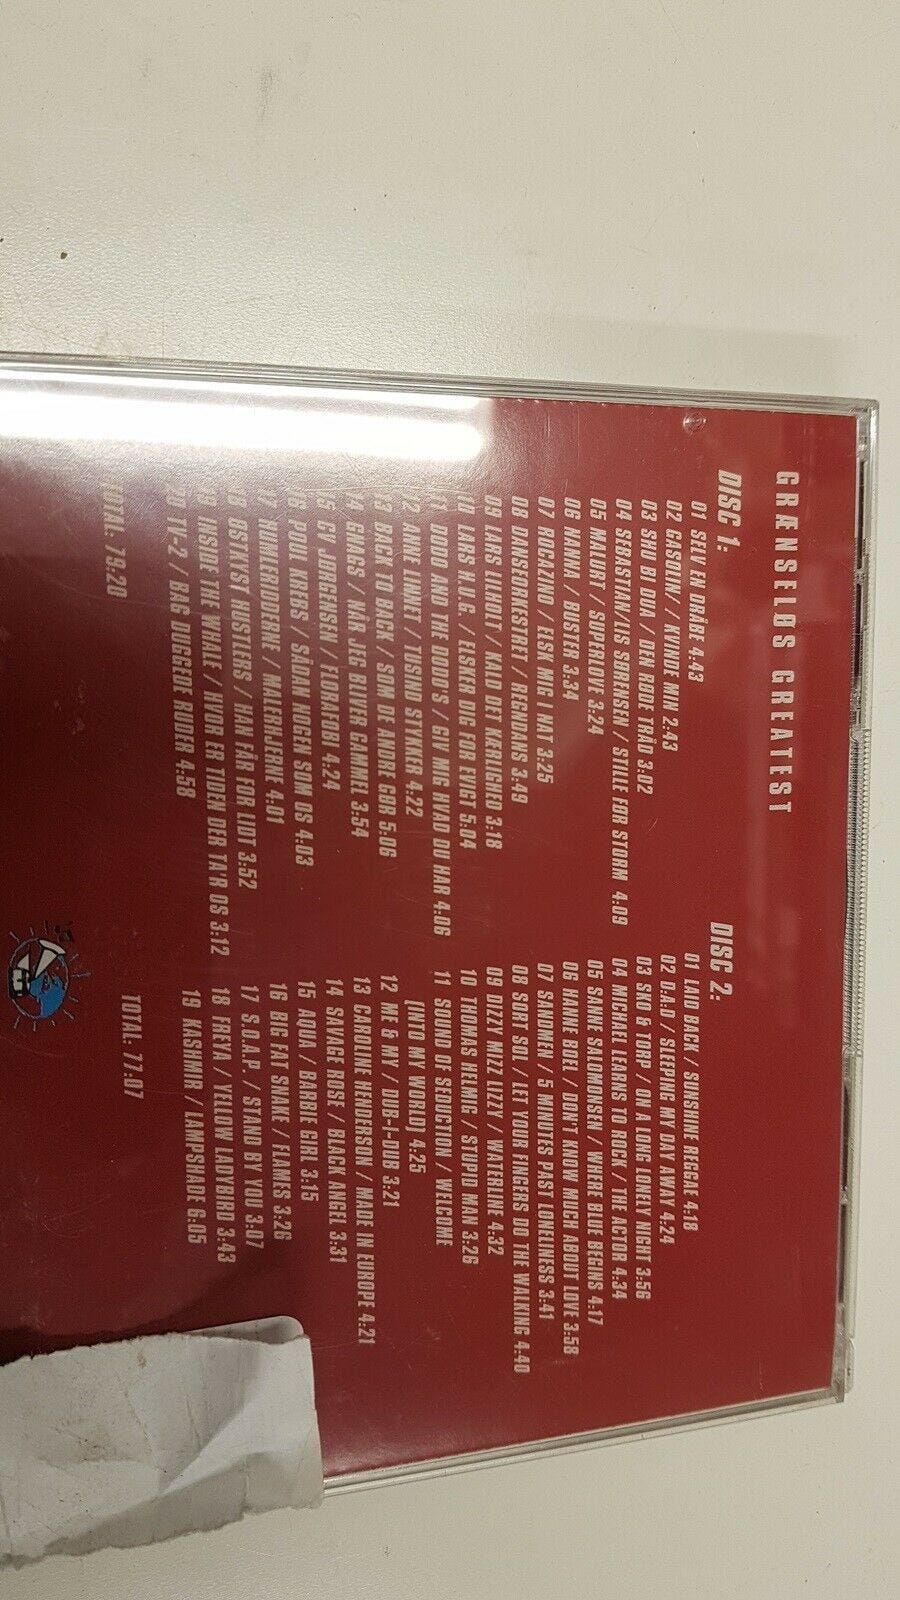 GRÆNSELØS GREATEST
DISC 1:
01 SELV EN DRÅBE 4.43
02 GASOLIN' / KVINDE MIN 2:43
03 SHU BI DUA / DEN RØDE TRÅD 3:02
04 SEBASTIAN/LS SØRENSEN / STILLE FØR STORM 4:09
05 MALURT / SUPERLOVE 3:24
06 NANNA / BUSTER 3:34
07 ROCAZINO / ELSK MIG I NAT 3:25
08 DANSEORKESTRET / REGNDANS 3:49
09 LARS LILHOLT/ KALD DET KÆRLIGHED 3:18
10 LARS H.U.G. / ELSKER DIG FOR EVIGT 5:04
11 DODO AND THE DODO'S / GIV MIG HVAD DU HAR 4:06
12 ANNE LINNET / TUSIND STYKKER 4.22
13 BACK TO BACK / SOM DE ANDRE GØR 5:06
14 GNAGS / NÅR JEG BLIVER GAMMEL 3:54
15 CV JØRGENSEN / ELORGFEBI 4:24
16 POUL KREBS / SÅDAN NOGEN SOM OS 4:03
17 HUMLERIDDERNE / MALERMJERNE 4.01
18 ØSTKYST HUSTLERS / HAN FÅR FOR LIDT 3:52
19 INSIDE THE WHALE / HVOR ER TIDEN DER TA'R OS 3:12
20 TV-2 / BAG DUGGEDE RUDER 4:58
TOTAL: 79.20
DISC 2:
01 LAID BACK/ SUNSHINE REGGAE 4.18
02 D.A.D / SLEEPING MY DAY AWAY 4:24
03 SKO & TORP / ON A LONG LONELY NIGHT 3:56
04 MICHAEL LEARNS TO ROCK / THE ACTOR 4.34
05 SANNE SALOMONSEN / WHERE BLUE BEGINS 4:17
06 HANNE BOEL / DON'T KNOW MUCH ABOUT LOVE 3:58
07 SANDMEN / 5 MINUTES PAST LONELINESS 3:41
08 SORT SOL / LET YOUR FINGERS DO THE WALKING 4:40
09 DIZZY MIZZ LIZZY / WATERLINE 4.32
10 THOMAS HELMIG / STUPID MAN 3:26
11 SOUND OF SEDUCTION / WELCOME
(INTO MY WORLD) 4:25
12 ME & MY / DUB-I-DUB 3:21
13 CAROLINE HENDERSON / MADE IN EUROPE 4:21
14 SAVAGE ROSE / BLACK ANGEL 3:31
15 AQUA / BARBIE GIRL 3:15
16 BIG FAT SNAKE / FLAMES 3:26
17 S.O.A.P. / STAND BY YOU 3.07
18 FREYA / YELLOW LADYBIRD 3.43
19 KASHMIR / LAMPSHADE 6:05
TOTAL: 77:07